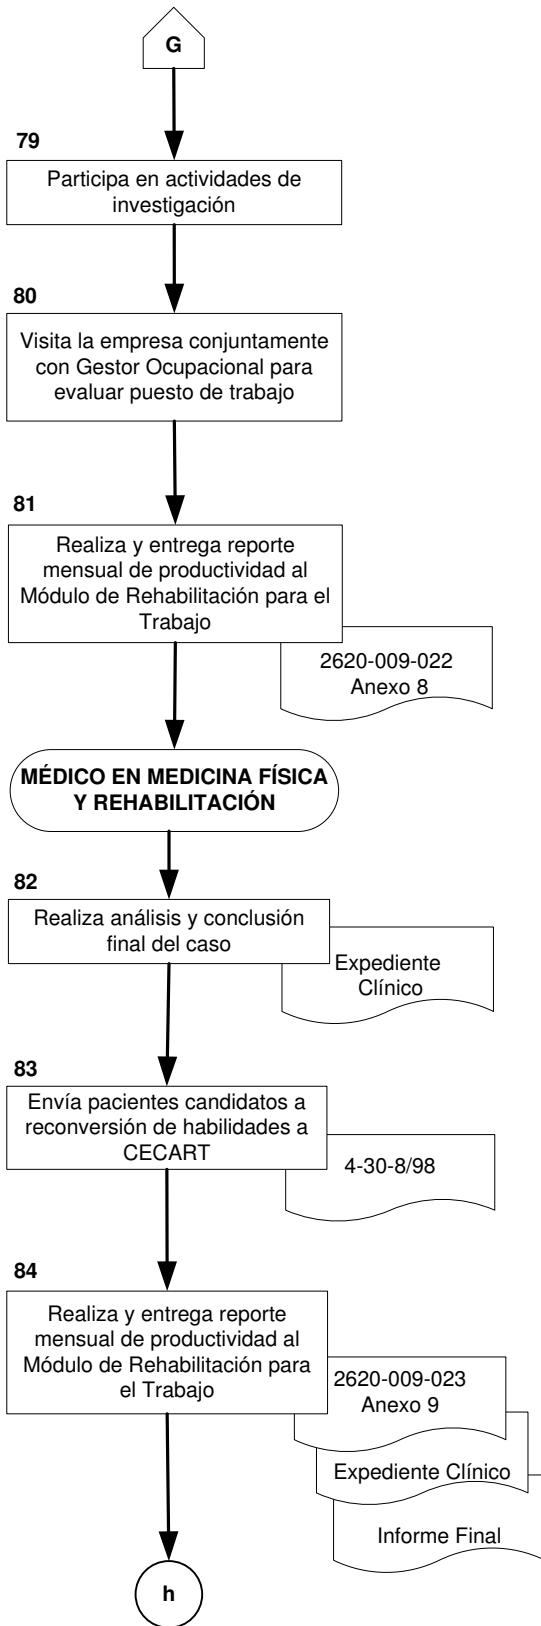 G
79
Participa en actividades de
investigación
80
Visita la empresa conjuntamente
con Gestor Ocupacional para
evaluar puesto de trabajo
81
Realiza y entrega reporte
mensual de productividad al
Módulo de Rehabilitación para el
Trabajo
2620-009-022
Anexo 8
MÉDICO EN MEDICINA FÍSICA
Y REHABILITACIÓN
82
Realiza análisis y conclusión
final del caso
Expediente
Clínico
83
Envía pacientes candidatos a
reconversión de habilidades a
CECART
4-30-8/98
84
Realiza y entrega reporte
mensual de productividad al
Módulo de Rehabilitación para
el Trabajo
2620-009-023
Anexo 9
Expediente Clínico
Informe Final
h